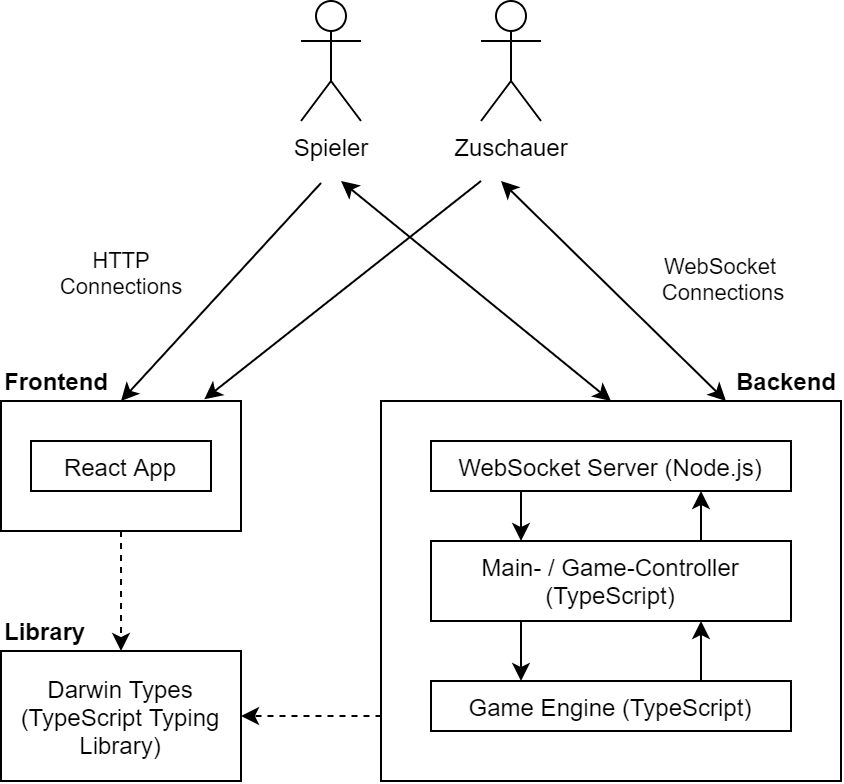 Spieler
Zuschauer
HTTP
Connections
WebSocket
Connections
Frontend
Backend
React App
WebSocket Server (Node.js)
Main- / Game-Controller
(TypeScript)
Library
Darwin Types
(TypeScript Typing
Library)
Game Engine (TypeScript)